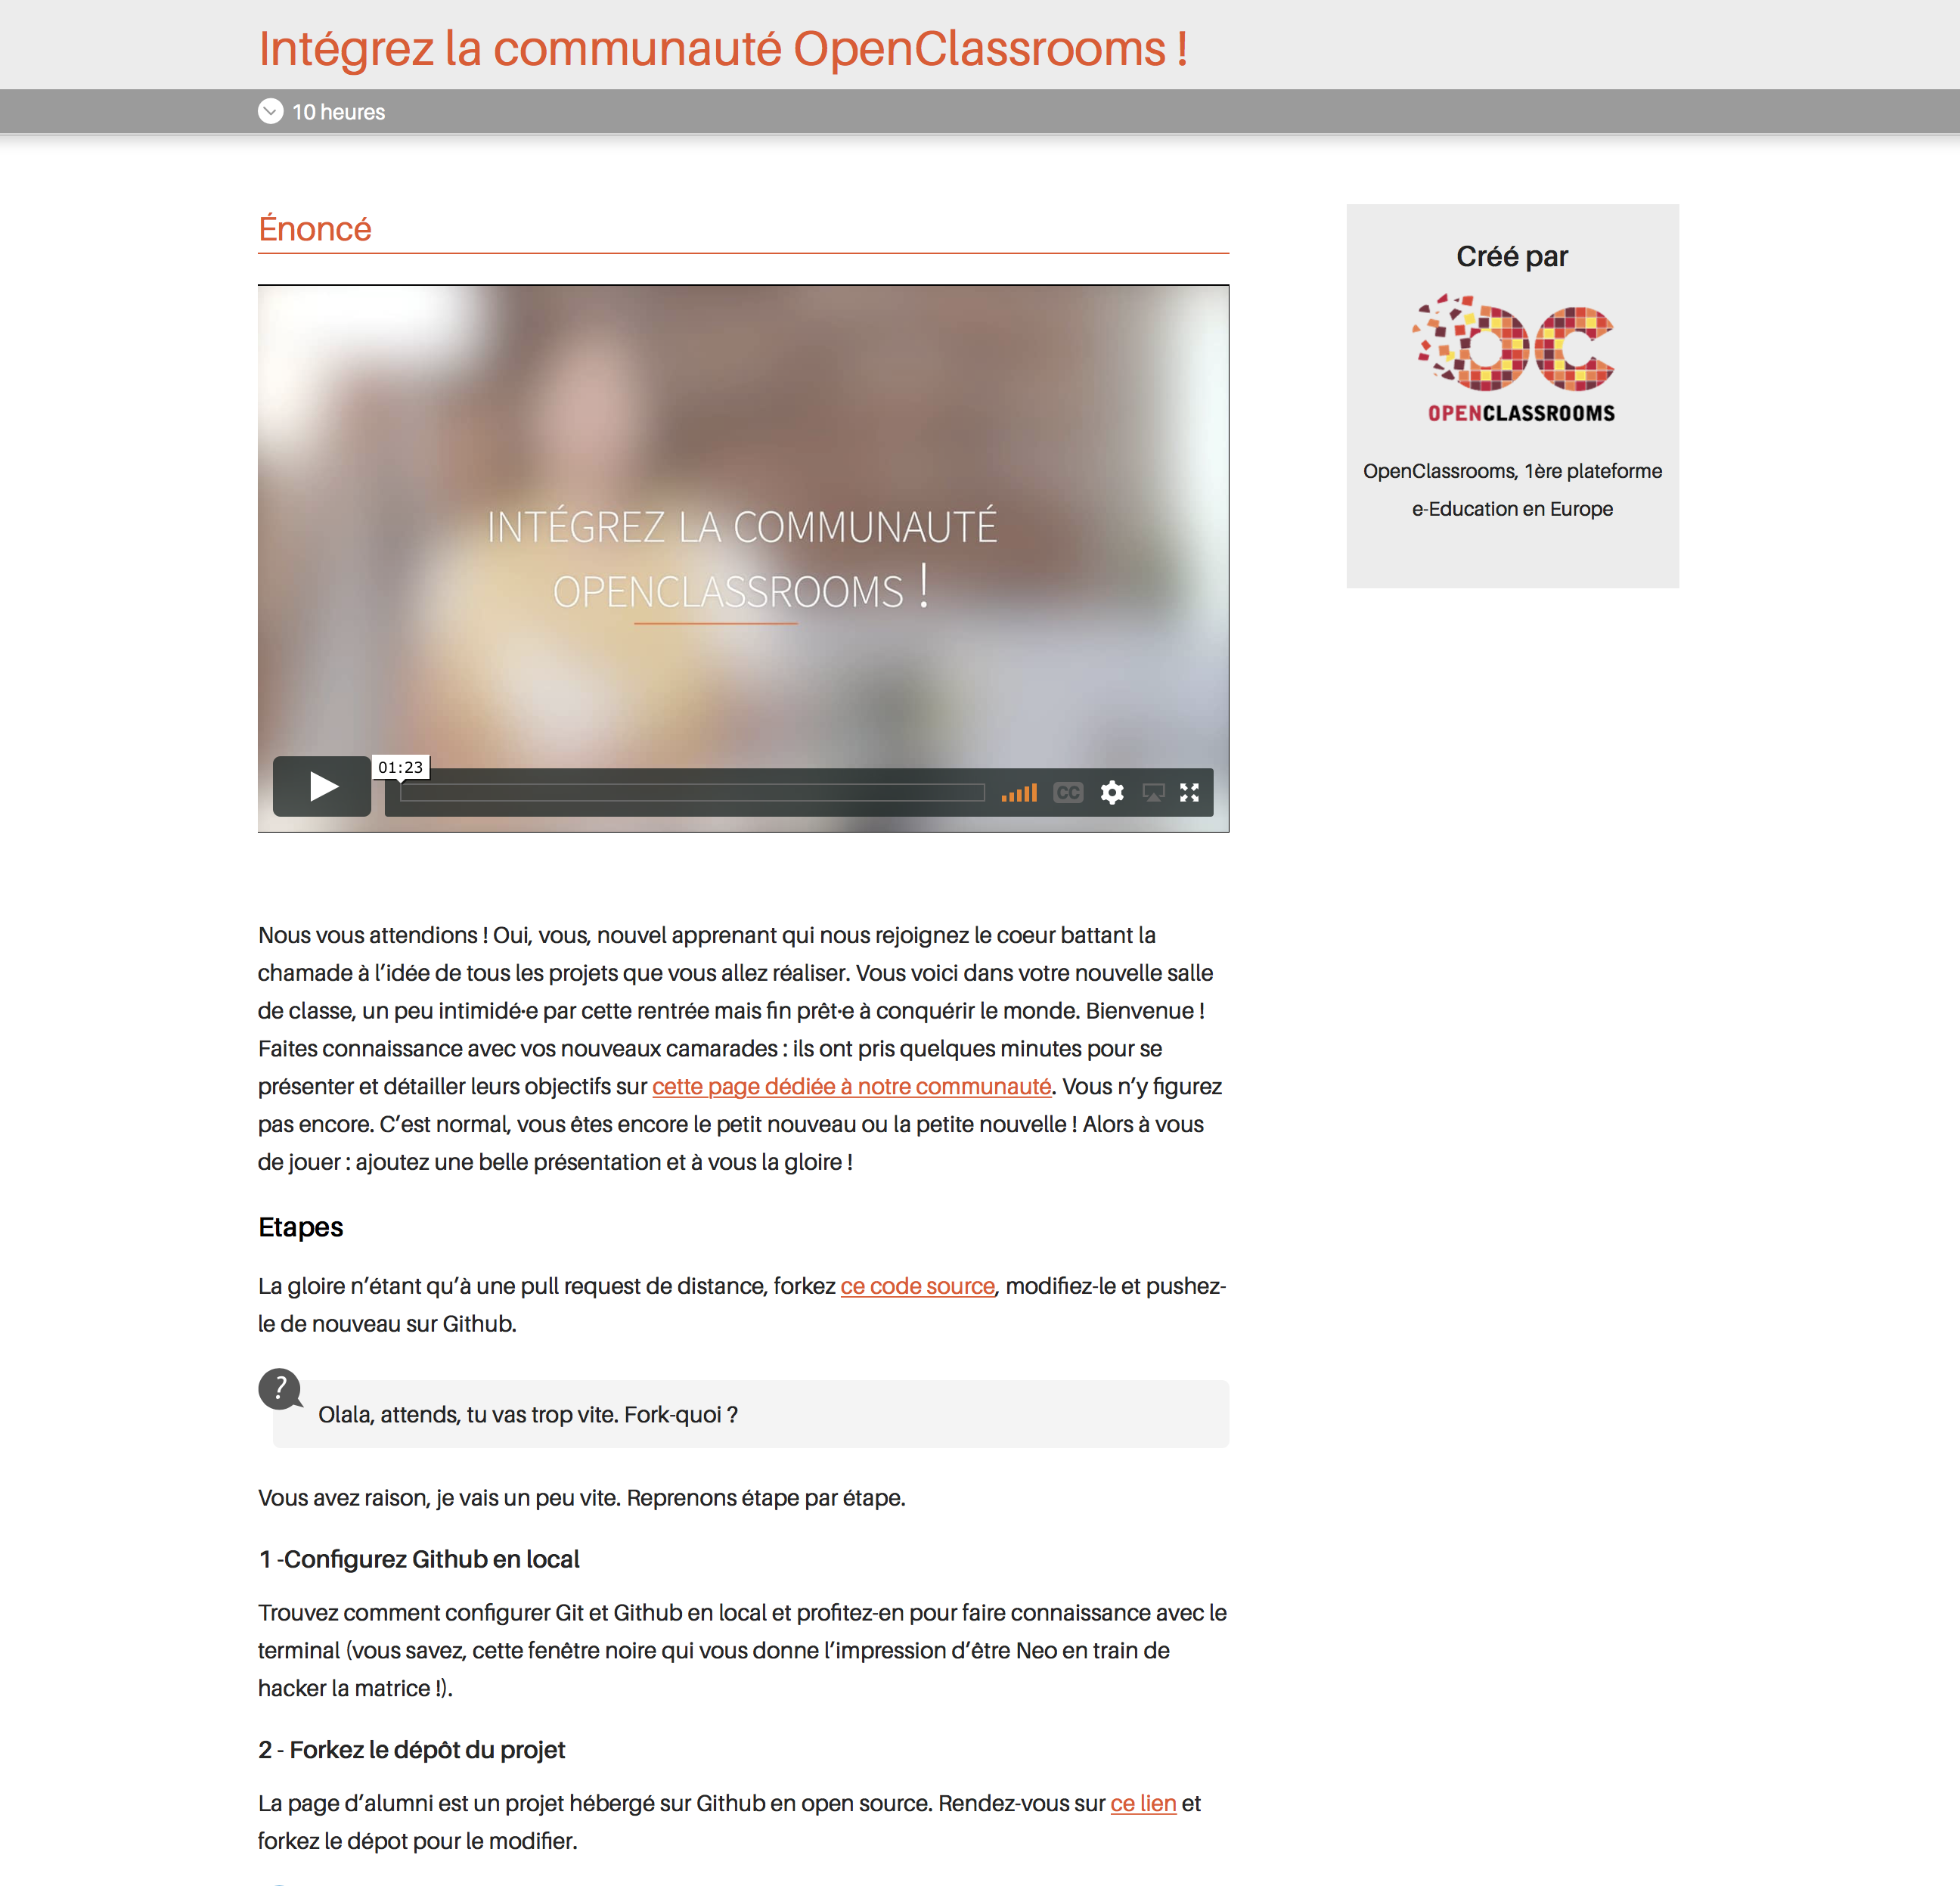 Intégrez la communauté OpenClassrooms !
10 heures
Énoncé
INTÉGREZ LA COMMUNAUTÉ
OPENCLASSROOMS !
01:23
CC
Créé par
OC
OPENCLASSROOMS
OpenClassrooms, 1ère plateforme
e-Education en Europe
Nous vous attendions ! Oui, vous, nouvel apprenant qui nous rejoignez le coeur battant la
chamade à l’idée de tous les projets que vous allez réaliser. Vous voici dans votre nouvelle salle
de classe, un peu intimidé·e par cette rentrée mais fin prêt·e à conquérir le monde. Bienvenue !
Faites connaissance avec vos nouveaux camarades : ils ont pris quelques minutes pour se
présenter et détailler leurs objectifs sur cette page dédiée à notre communauté. Vous n’y figurez
pas encore. C’est normal, vous êtes encore le petit nouveau ou la petite nouvelle ! Alors à vous
de jouer : ajoutez une belle présentation et à vous la gloire !
Etapes
La gloire n’étant qu’à une pull request de distance, forkez ce code source, modifiez-le et pushez-
le de nouveau sur Github.
?
Olala, attends, tu vas trop vite. Fork-quoi ?
Vous avez raison, je vais un peu vite. Reprenons étape par étape.
1 -Configurez Github en local
Trouvez comment configurer Git et Github en local et profitez-en pour faire connaissance avec le
terminal (vous savez, cette fenêtre noire qui vous donne l’impression d’être Neo en train de
hacker la matrice !).
2 - Forkez le dépôt du projet
La page d’alumni est un projet hébergé sur Github en open source. Rendez-vous sur ce lien et
forkez le dépot pour le modifier.